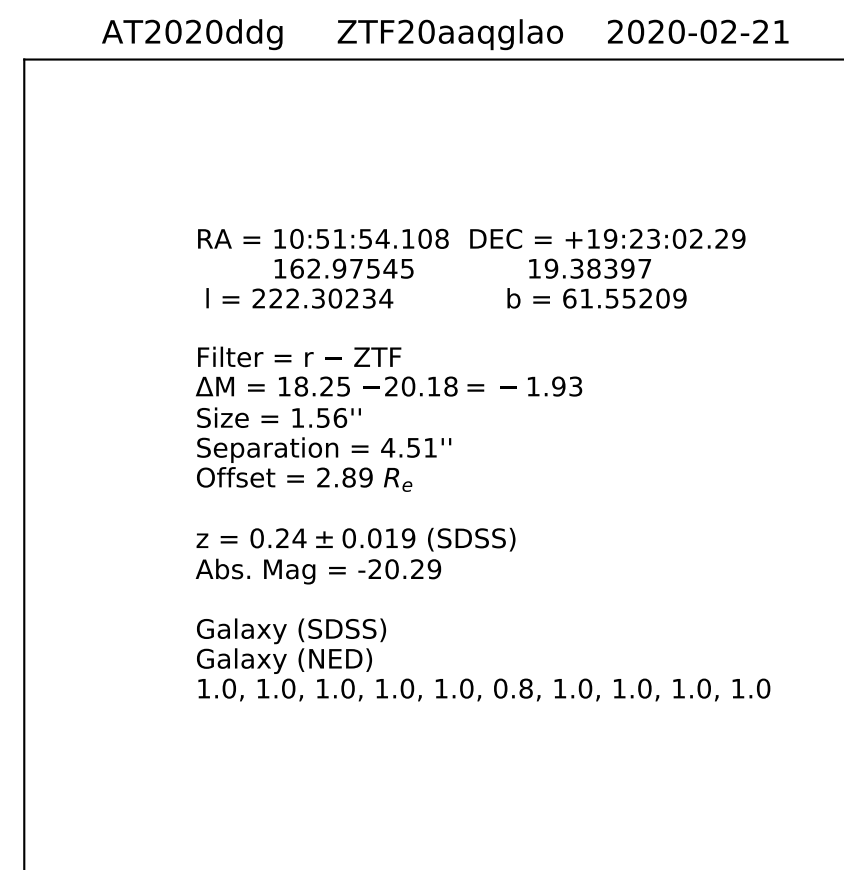 AT2020ddg ZTF20aaqglao 2020-02-21
RA = 10:51:54.108 DEC = +19:23:02.29
162.97545 19.38397
l = 222.30234 b = 61.55209
Filter = r − ZTF
ΔM = 18.25 −20.18 = − 1.93
Size = 1.56''
Separation = 4.51''
Offset = 2.89 Rₑ
z = 0.24 ± 0.019 (SDSS)
Abs. Mag = -20.29
Galaxy (SDSS)
Galaxy (NED)
1.0, 1.0, 1.0, 1.0, 1.0, 0.8, 1.0, 1.0, 1.0, 1.0